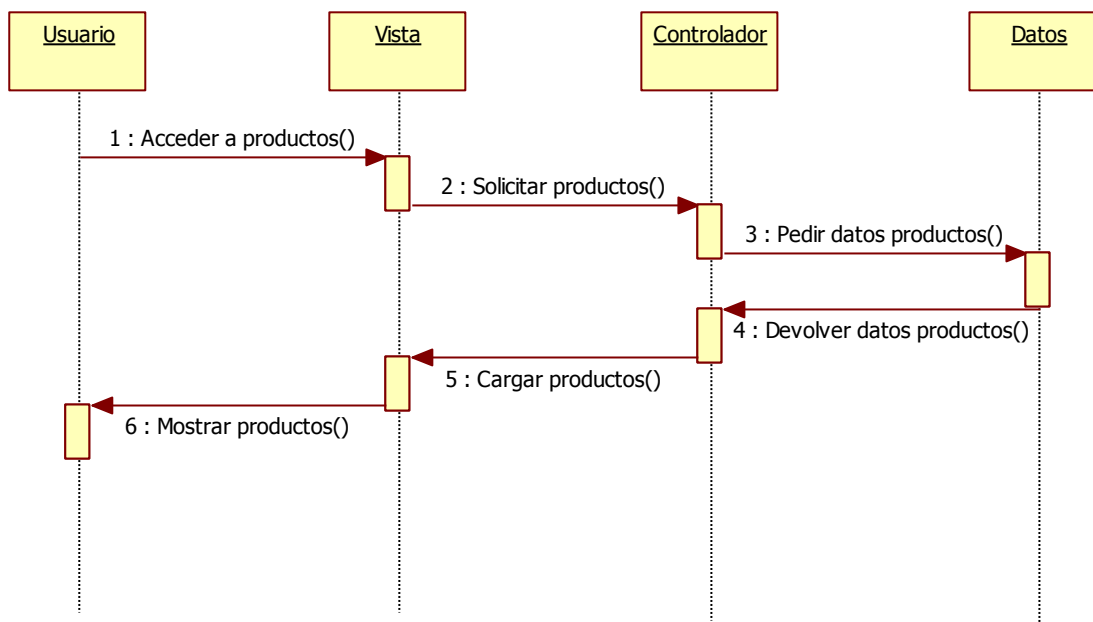 Usuario
Vista
Controlador
Datos
1 : Acceder a productos()
2 : Solicitar productos()
3 : Pedir datos productos()
4 : Devolver datos productos()
5 : Cargar productos()
6 : Mostrar productos()